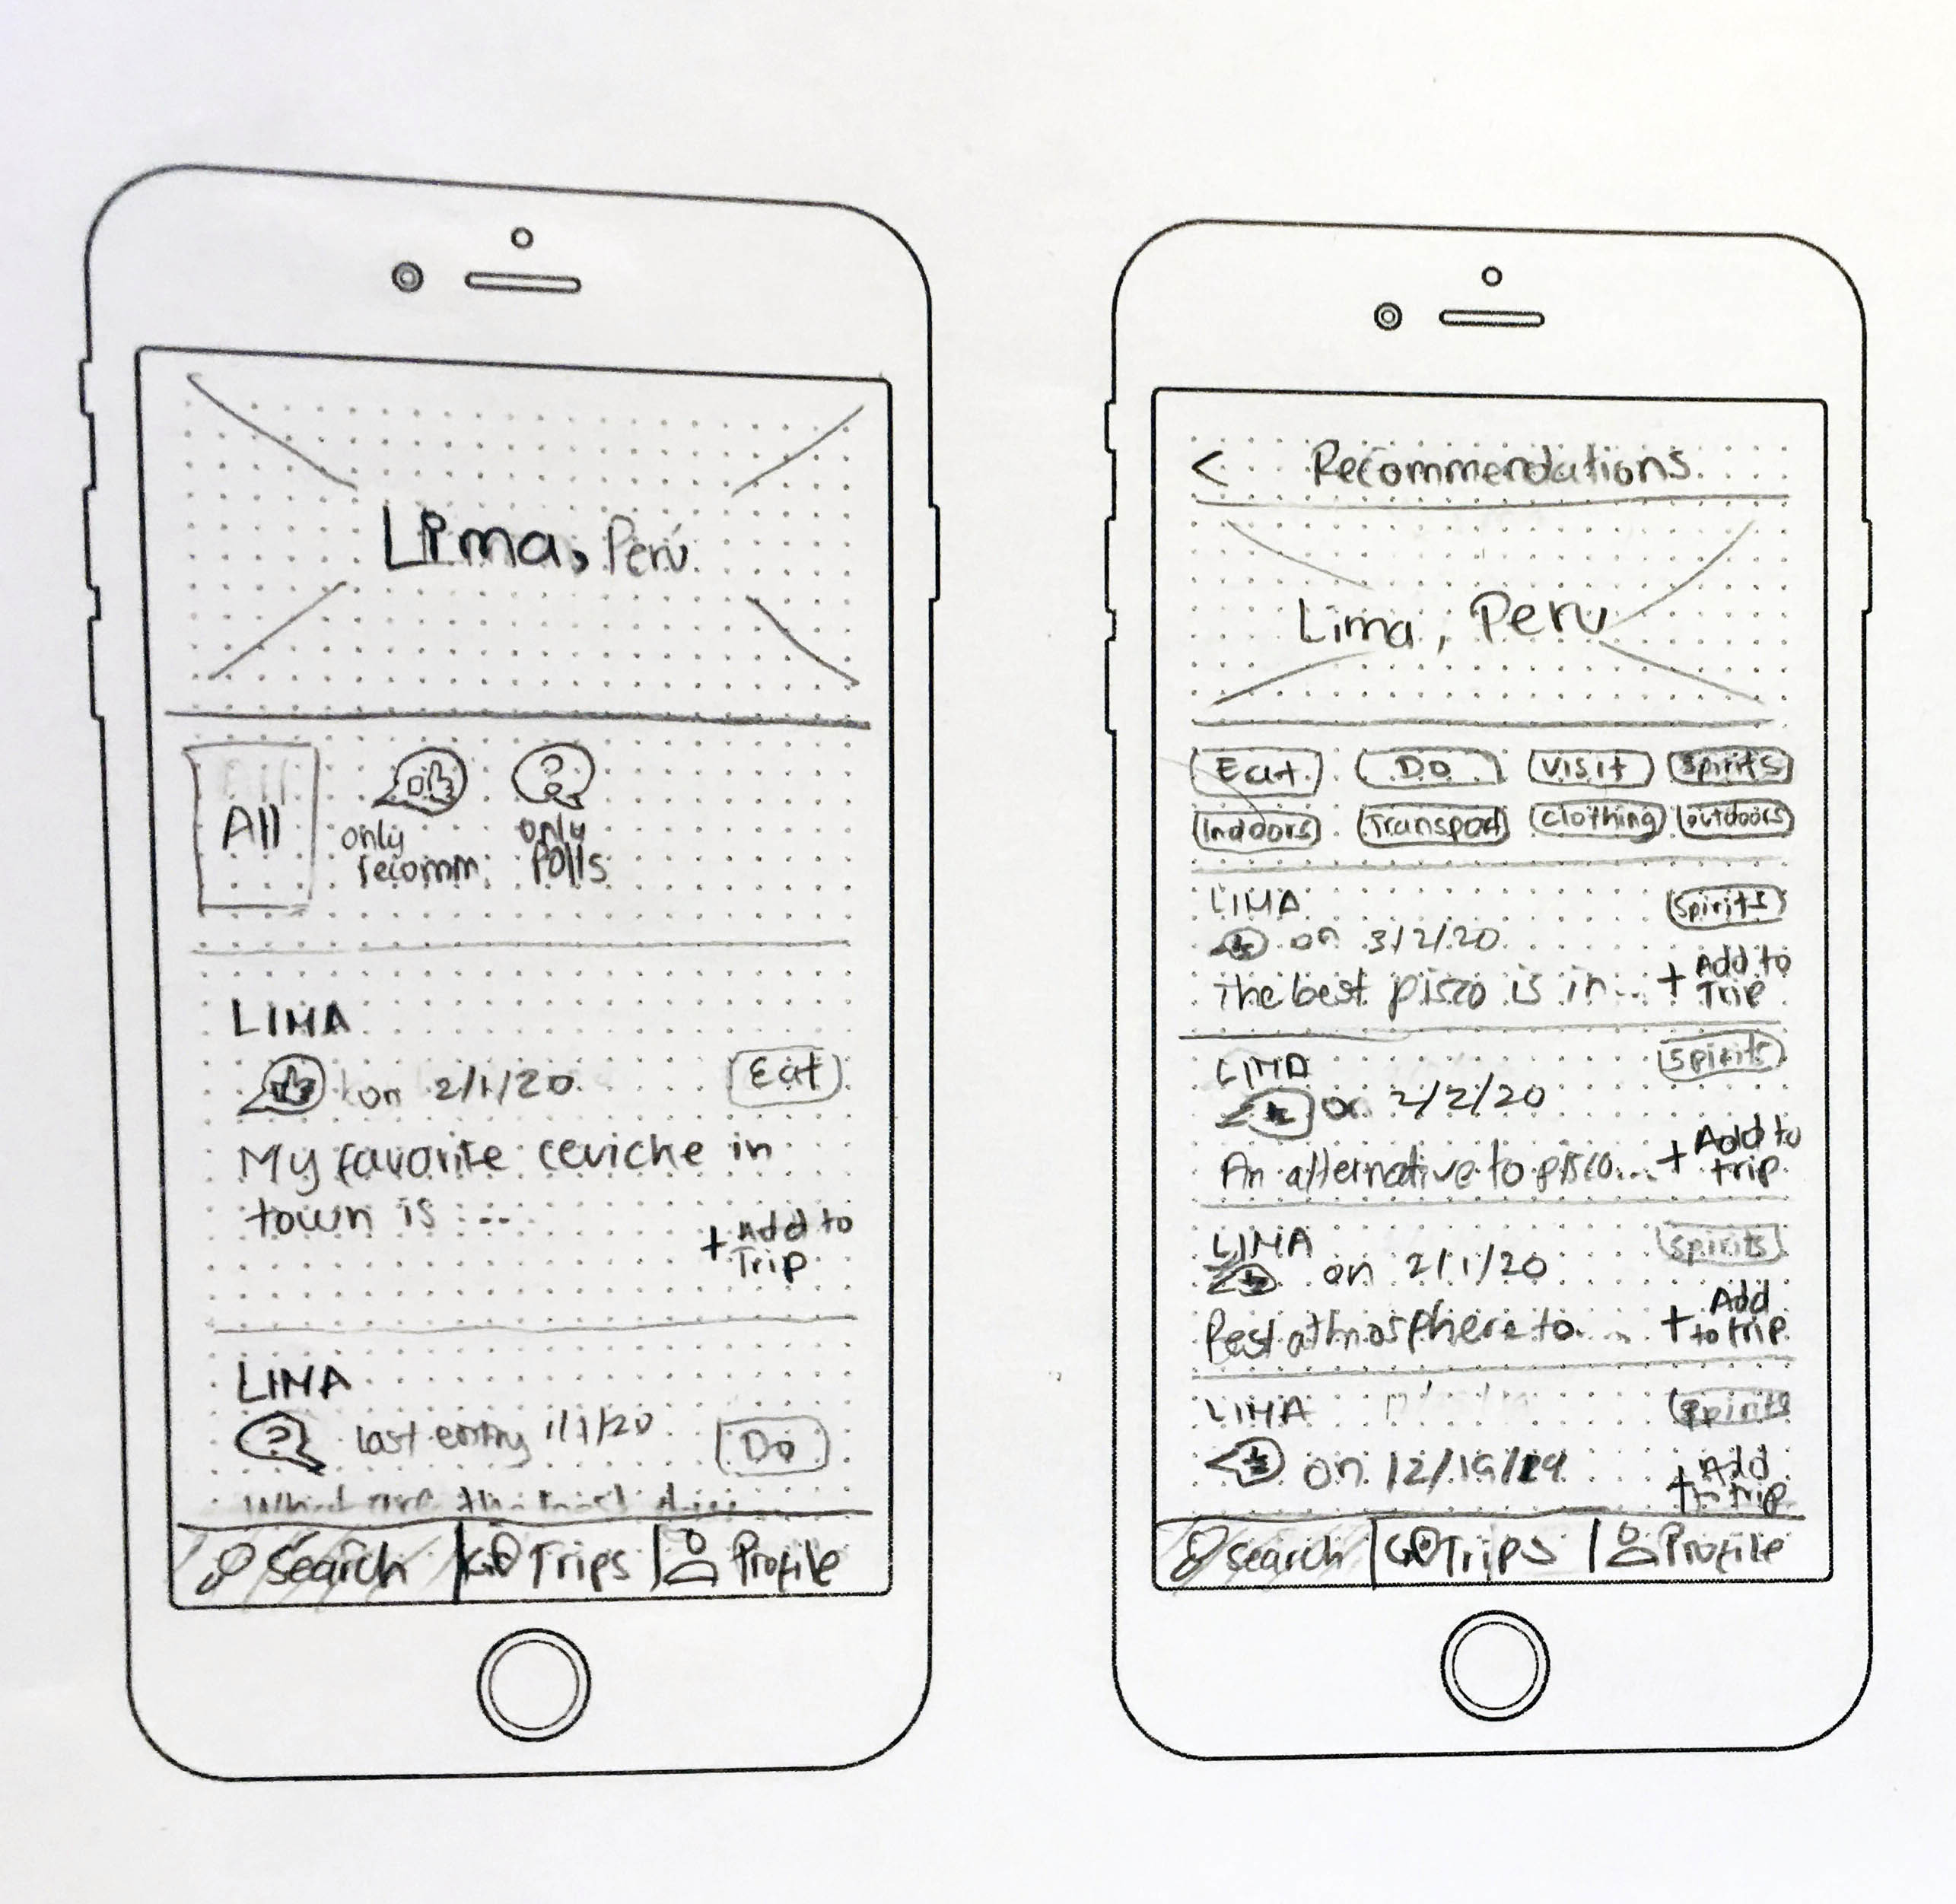 Lima, Perú
All
only recomm.
only Polls
LIMA
on 2/1/20
Eat
My favorite ceviche in
town is ...
+ Add to Trip
LIMA
last entry 1/1/20
Do
Search
Trips
Profile
< Recommendations
Lima, Peru
Eat
Do
Visit
Spirits
Indoors
Transport
clothing
outdoors
LIMA
Spirits
on 3/2/20
The best pisco is in...
+ Add to Trip
LIMA
Spirits
on 2/2/20
An alternative to pisco...
+ Add to trip
LIMA
Spirits
on 2/1/20
Best athmosphere to...
+ Add to trip
LIMA
Spirits
on 12/19/19
+ Add to trip
Search
Trips
Profile